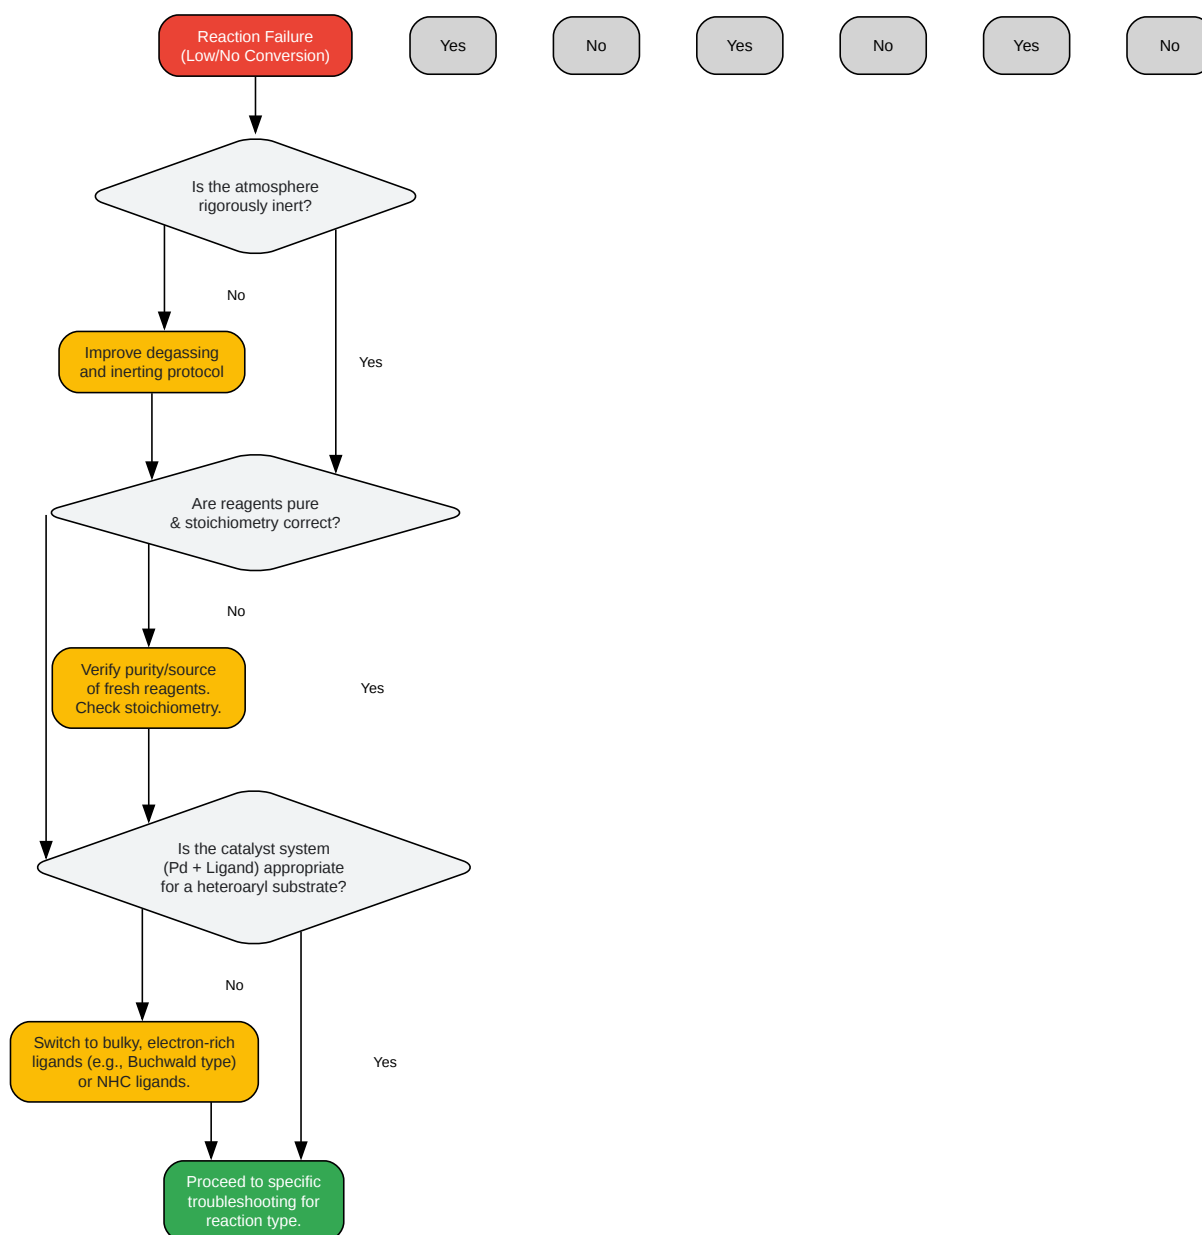 Reaction Failure
(Low/No Conversion)
Yes
No
Yes
No
Yes
No
Is the atmosphere
rigorously inert?
No
Improve degassing
and inerting protocol
Yes
Are reagents pure
& stoichiometry correct?
No
Verify purity/source
of fresh reagents.
Check stoichiometry.
Yes
Is the catalyst system
(Pd + Ligand) appropriate
for a heteroaryl substrate?
No
Switch to bulky, electron-rich
ligands (e.g., Buchwald type)
or NHC ligands.
Yes
Proceed to specific
troubleshooting for
reaction type.